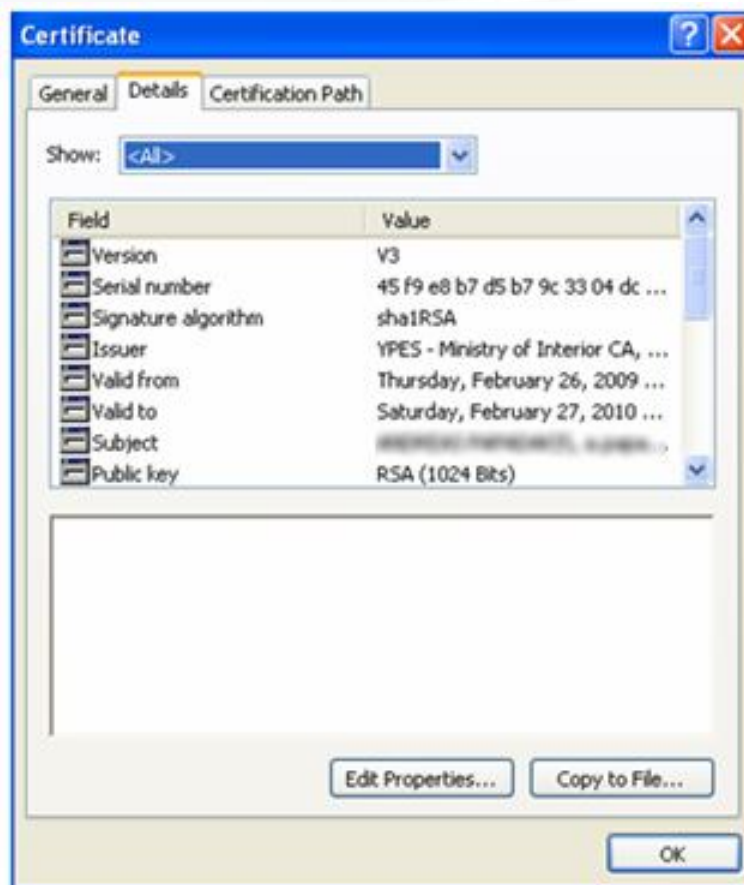 Certificate
General Details Certification Path
Show: <All>
Field Value
Version V3
Serial number 45 f9 e8 b7 d5 b7 9c 33 04 dc ...
Signature algorithm sha1RSA
Issuer YPES - Ministry of Interior CA, ...
Valid from Thursday, February 26, 2009 ...
Valid to Saturday, February 27, 2010 ...
Subject
Public key RSA (1024 Bits)
Edit Properties... Copy to File...
OK